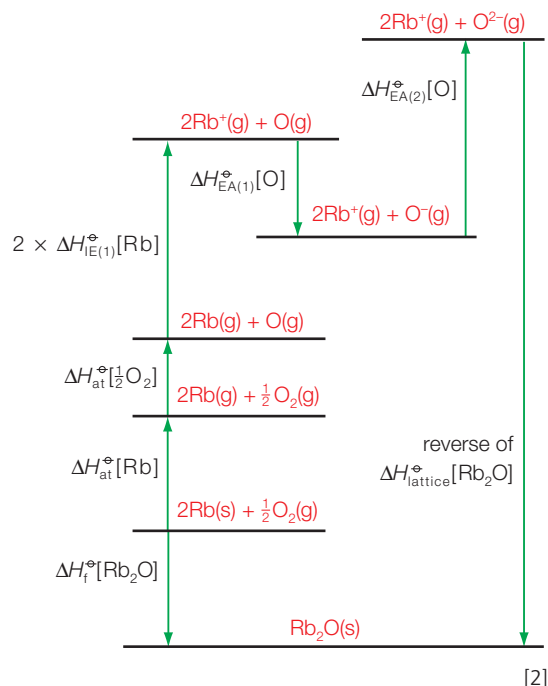 2Rb⁺(g) + O²⁻(g)
ΔH⦵EA(2)[O]
2Rb⁺(g) + O(g)
ΔH⦵EA(1)[O]
2Rb⁺(g) + O⁻(g)
2 × ΔH⦵IE(1)[Rb]
2Rb(g) + O(g)
ΔH⦵at[½O₂]
2Rb(g) + ½O₂(g)
ΔH⦵at[Rb]
reverse of
ΔH⦵lattice[Rb₂O]
2Rb(s) + ½O₂(g)
ΔH⦵f[Rb₂O]
Rb₂O(s)
[2]